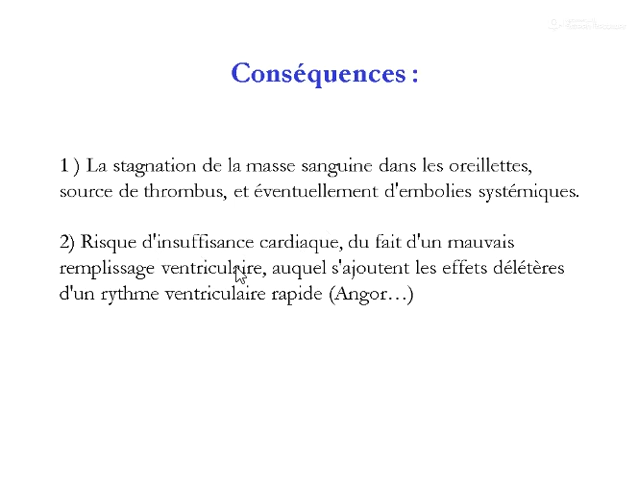 Conséquences :
1 ) La stagnation de la masse sanguine dans les oreillettes,
source de thrombus, et éventuellement d'embolies systémiques.
2) Risque d'insuffisance cardiaque, du fait d'un mauvais
remplissage ventriculaire, auquel s'ajoutent les effets délétères
d'un rythme ventriculaire rapide (Angor…)